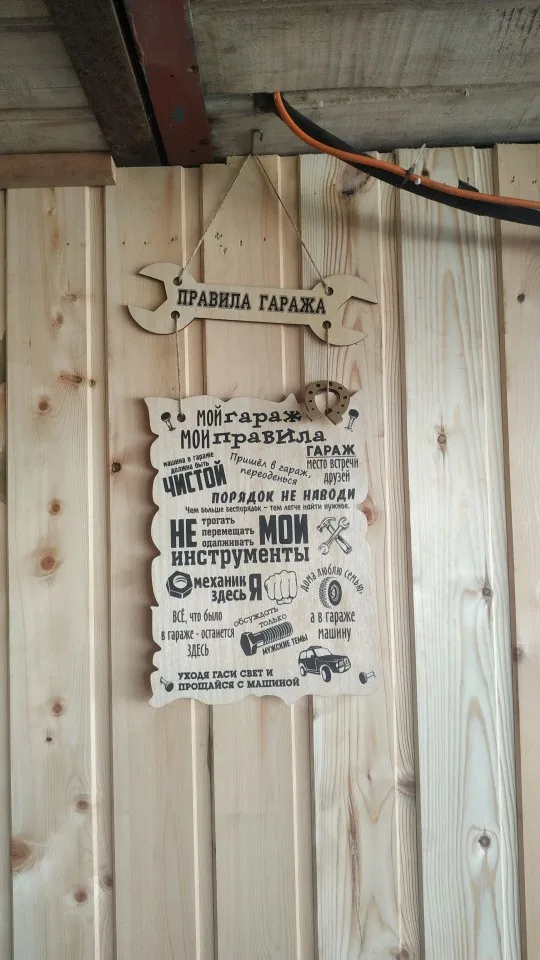 ПРАВИЛА ГАРАЖА
МОЙ гараж
МОИ правила
машина в гараже
должна быть
ЧИСТОЙ
Пришёл в гараж,
переоденься
ГАРАЖ
место встречи
друзей
ПОРЯДОК НЕ НАВОДИ
Чем больше беспорядок - тем легче найти нужное.
НЕ
трогать
перемещать
одалживать
МОИ
инструменты
механик
здесь Я
дома люблю семью,
а в гараже
машину
ВСЁ, что было
в гараже - останется
ЗДЕСЬ
обсуждать
только
мужские темы
УХОДЯ ГАСИ СВЕТ И
ПРОЩАЙСЯ С МАШИНОЙ